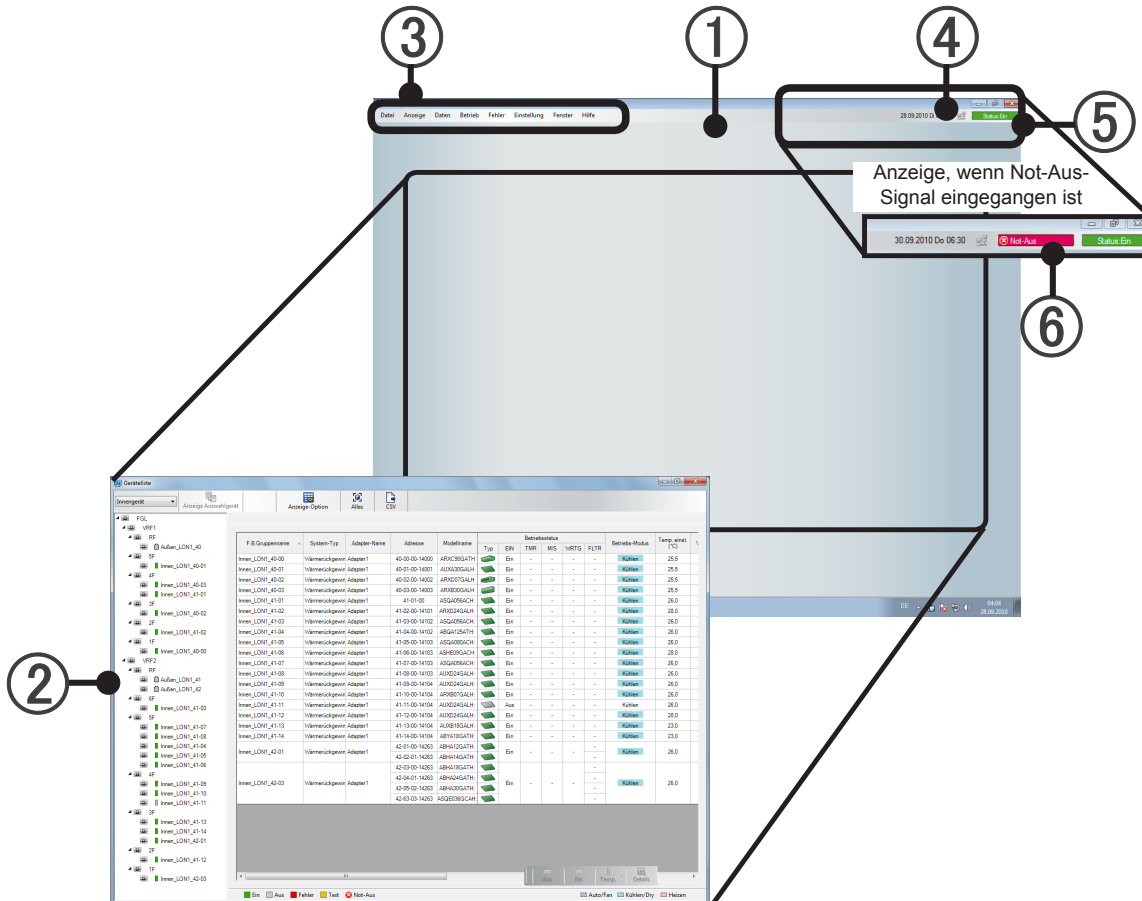 ③ ① ④
Datei Anzeige Daten Betrieb Fehler Einstellung Fenster Hilfe
28.09.2010 Status:Ein
⑤
Anzeige, wenn Not-Aus-
Signal eingegangen ist
30.09.2010 Do 06:30 Not-Aus Status:Ein
⑥
②
DE 04:04
28.09.2010
Geräteliste
Innengerät Anzeige Auswahlgerät Anzeige-Option Alles CSV
FGL
VRF1
RF
Außen_LON1_40
5F
Innen_LON1_40-01
4F
Innen_LON1_40-03
Innen_LON1_41-01
3F
Innen_LON1_40-02
2F
Innen_LON1_41-02
1F
Innen_LON1_40-00
VRF2
RF
Außen_LON1_41
Außen_LON1_42
6F
Innen_LON1_41-03
5F
Innen_LON1_41-07
Innen_LON1_41-08
Innen_LON1_41-04
Innen_LON1_41-05
Innen_LON1_41-06
4F
Innen_LON1_41-09
Innen_LON1_41-10
Innen_LON1_41-11
3F
Innen_LON1_41-13
Innen_LON1_41-14
Innen_LON1_42-01
2F
Innen_LON1_41-12
1F
Innen_LON1_42-03
F.B.Gruppenname System-Typ Adapter-Name Adresse Modellname Betriebsstatus Betriebs-Modus Temp. einst. (°C)
Typ EIN TMR M/S WRTG FLTR
Innen_LON1_40-00 Wärmerückgewin Adapter1 40-00-00-14000 ARXC90GATH Ein - - - - Kühlen 25,5
Innen_LON1_40-01 Wärmerückgewin Adapter1 40-01-00-14001 AUXA30GALH Ein - - - - Kühlen 25,5
Innen_LON1_40-02 Wärmerückgewin Adapter1 40-02-00-14002 ARXD07GALH Ein - - - - Kühlen 25,5
Innen_LON1_40-03 Wärmerückgewin Adapter1 40-03-00-14003 ARXB30GALH Ein - - - - Kühlen 25,5
Innen_LON1_41-01 Wärmerückgewin Adapter1 41-01-00 ASQA056ACH: Ein - - - - Kühlen 26,0
Innen_LON1_41-02 Wärmerückgewin Adapter1 41-02-00-14101 ARXD24GALH: Ein - - - - Kühlen 28,0
Innen_LON1_41-03 Wärmerückgewin Adapter1 41-03-00-14102 ASQA056ACH: Ein - - - - Kühlen 26,0
Innen_LON1_41-04 Wärmerückgewin Adapter1 41-04-00-14102 ABQA125ATH: Ein - - - - Kühlen 26,0
Innen_LON1_41-05 Wärmerückgewin Adapter1 41-05-00-14103 ASQA080ACH: Ein - - - - Kühlen 26,0
Innen_LON1_41-06 Wärmerückgewin Adapter1 41-06-00-14103 ASHE09GACH: Ein - - - - Kühlen 28,0
Innen_LON1_41-07 Wärmerückgewin Adapter1 41-07-00-14103 ASQA056ACH: Ein - - - - Kühlen 26,0
Innen_LON1_41-08 Wärmerückgewin Adapter1 41-08-00-14103 AUXD24GALH: Ein - - - - Kühlen 26,0
Innen_LON1_41-09 Wärmerückgewin Adapter1 41-09-00-14104 AUXD24GALH: Ein - - - - Kühlen 26,0
Innen_LON1_41-10 Wärmerückgewin Adapter1 41-10-00-14104 ARXB07GALH: Ein - - - - Kühlen 26,0
Innen_LON1_41-11 Wärmerückgewin Adapter1 41-11-00-14104 AUXD24GALH: Aus - - - - Kühlen 26,0
Innen_LON1_41-12 Wärmerückgewin Adapter1 41-12-00-14104 AUXD24GALH: Ein - - - - Kühlen 28,0
Innen_LON1_41-13 Wärmerückgewin Adapter1 41-13-00-14104 AUXB18GALH: Ein - - - - Kühlen 23,0
Innen_LON1_41-14 Wärmerückgewin Adapter1 41-14-00-14104 ABYA18GATH: Ein - - - - Kühlen 23,0
Innen_LON1_42-01 Wärmerückgewin Adapter1 42-01-00-14263 ABHA12GATH: Ein - - - - Kühlen 26,0
42-02-01-14263 ABHA14GATH: -
Innen_LON1_42-03 Wärmerückgewin Adapter1 42-03-00-14263 ABHA18GATH: Ein - - - - Kühlen 26,0
42-04-01-14263 ABHA24GATH: -
42-05-02-14263 ABHA30GATH: -
42-63-03-14263 ASQE036GCAH: -
Aus Ein Temp. Details
Ein Aus Fehler Test Not-Aus Auto/Fan Kühlen/Dry Heizen